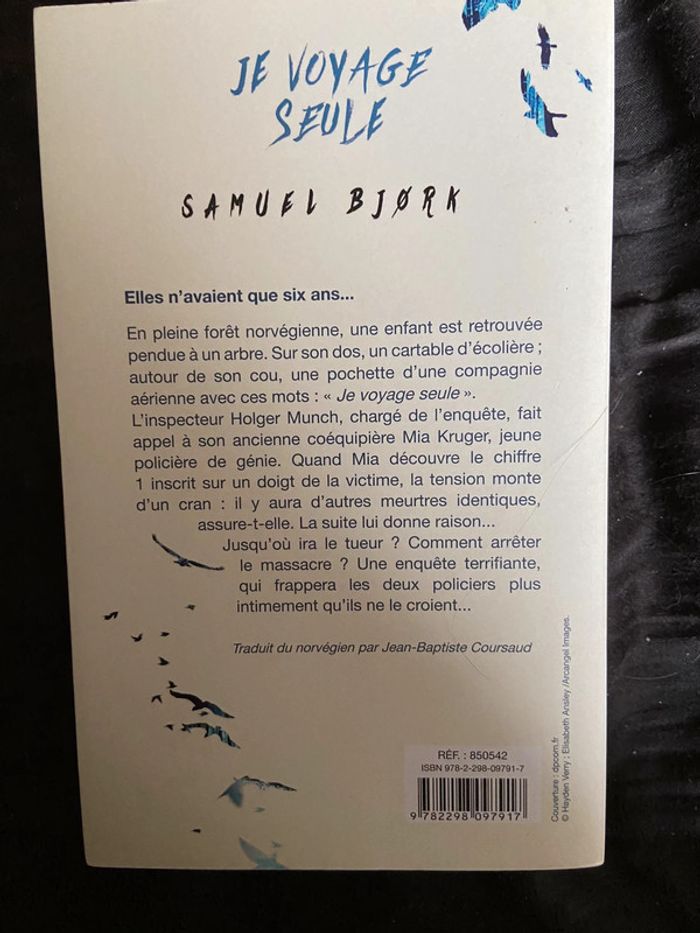 JE VOYAGE
SEULE
SAMUEL BJØRK
Elles n'avaient que six ans...
En pleine forêt norvégienne, une enfant est retrouvée
pendue à un arbre. Sur son dos, un cartable d'écolière ;
autour de son cou, une pochette d'une compagnie
aérienne avec ces mots : « Je voyage seule ».
L'inspecteur Holger Munch, chargé de l'enquête, fait
appel à son ancienne coéquipière Mia Kruger, jeune
policière de génie. Quand Mia découvre le chiffre
1 inscrit sur un doigt de la victime, la tension monte
d'un cran : il y aura d'autres meurtres identiques,
assure-t-elle. La suite lui donne raison...
Jusqu'où ira le tueur ? Comment arrêter
le massacre ? Une enquête terrifiante,
qui frappera les deux policiers plus
intimement qu'ils ne le croient...
Traduit du norvégien par Jean-Baptiste Coursaud
RÉF. : 850542
ISBN 978-2-298-09791-7
9 782298 097917
Couverture : dpcom.fr
© Hayden Verry ; Elisabeth Ansley /Arcangel Images.